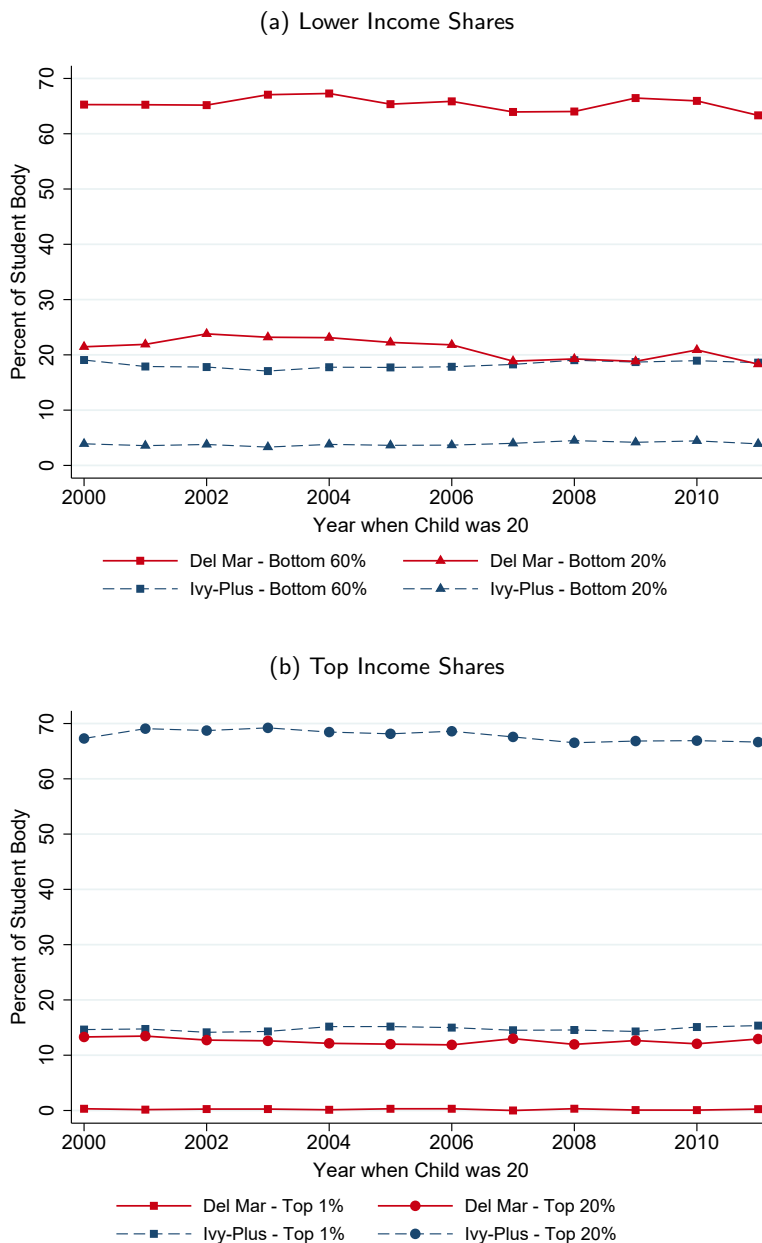 (a) Lower Income Shares
70
60
50
40
30
20
10
0
Percent of Student Body
2000 2002 2004 2006 2008 2010
Year when Child was 20
Del Mar - Bottom 60% Del Mar - Bottom 20%
Ivy-Plus - Bottom 60% Ivy-Plus - Bottom 20%
(b) Top Income Shares
70
60
50
40
30
20
10
0
Percent of Student Body
2000 2002 2004 2006 2008 2010
Year when Child was 20
Del Mar - Top 1% Del Mar - Top 20%
Ivy-Plus - Top 1% Ivy-Plus - Top 20%